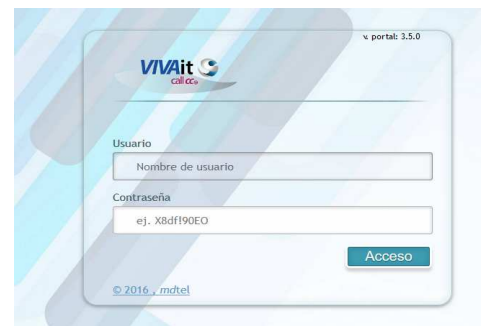 v. portal: 3.5.0
VIVAit
call cc
Usuario
Nombre de usuario
Contraseña
ej. X8df!90EO
Acceso
© 2016 , mdtel